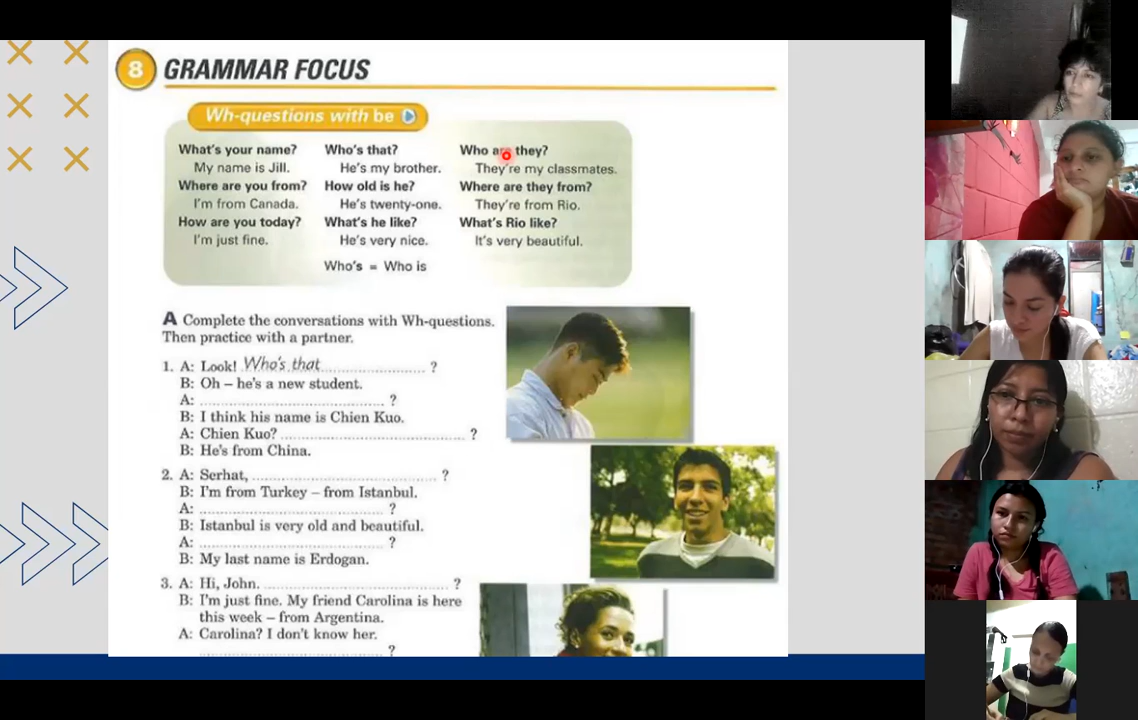 8 GRAMMAR FOCUS
Wh-questions with be
What's your name?
My name is Jill.
Where are you from?
I'm from Canada.
How are you today?
I'm just fine.
Who's that?
He's my brother.
How old is he?
He's twenty-one.
What's he like?
He's very nice.
Who's = Who is
Who are they?
They're my classmates.
Where are they from?
They're from Rio.
What's Rio like?
It's very beautiful.
A Complete the conversations with Wh-questions.
Then practice with a partner.
1. A: Look! Who's that ?
B: Oh – he's a new student.
A: ?
B: I think his name is Chien Kuo.
A: Chien Kuo? ?
B: He's from China.
2. A: Serhat, ?
B: I'm from Turkey – from Istanbul.
A: ?
B: Istanbul is very old and beautiful.
A: ?
B: My last name is Erdogan.
3. A: Hi, John. ?
B: I'm just fine. My friend Carolina is here
this week – from Argentina.
A: Carolina? I don't know her.
?